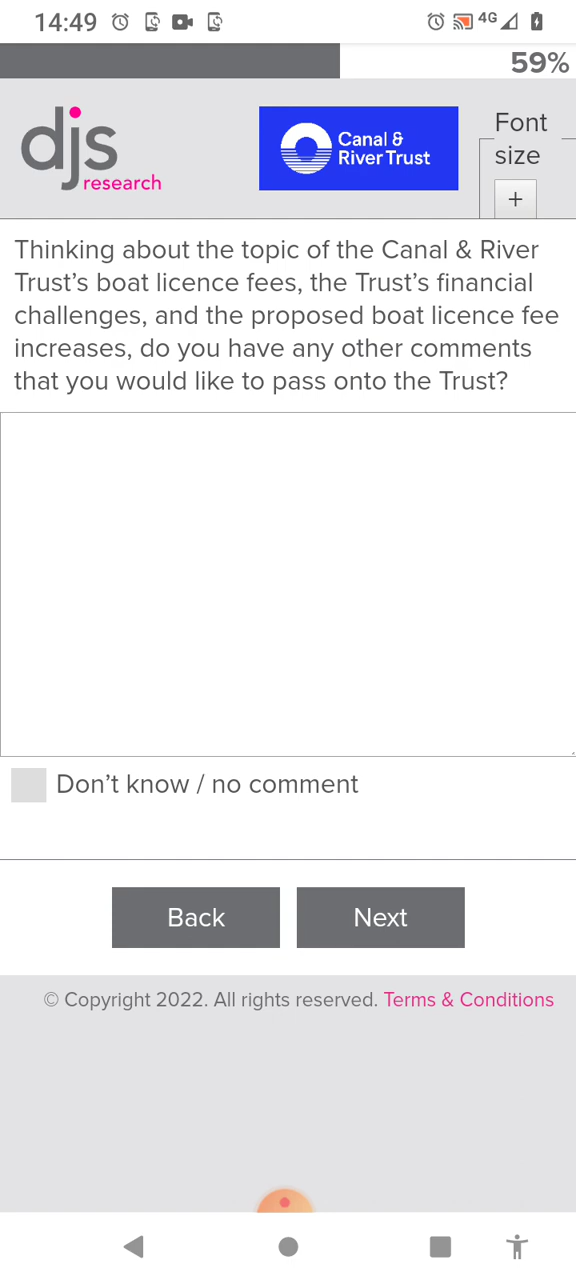 14:49
4G
59%
djs
research
Canal &
River Trust
Font
size
+
Thinking about the topic of the Canal & River
Trust’s boat licence fees, the Trust’s financial
challenges, and the proposed boat licence fee
increases, do you have any other comments
that you would like to pass onto the Trust?
Don’t know / no comment
Back
Next
© Copyright 2022. All rights reserved. Terms & Conditions